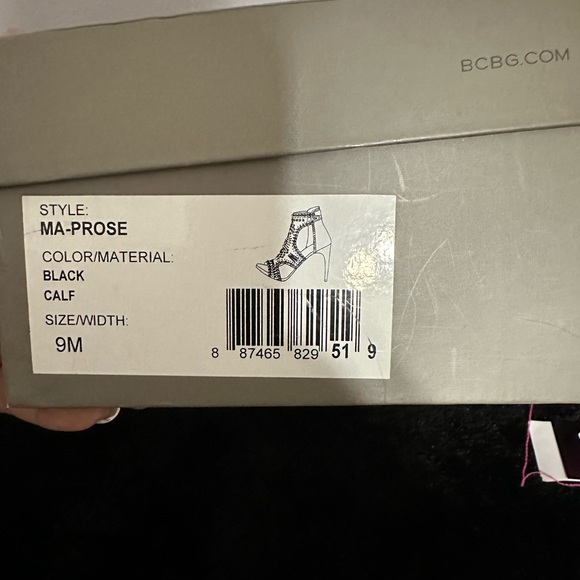 BCBG.COM
STYLE:
MA-PROSE
COLOR/MATERIAL:
BLACK
CALF
SIZE/WIDTH:
9M
8 87465 829 51 9